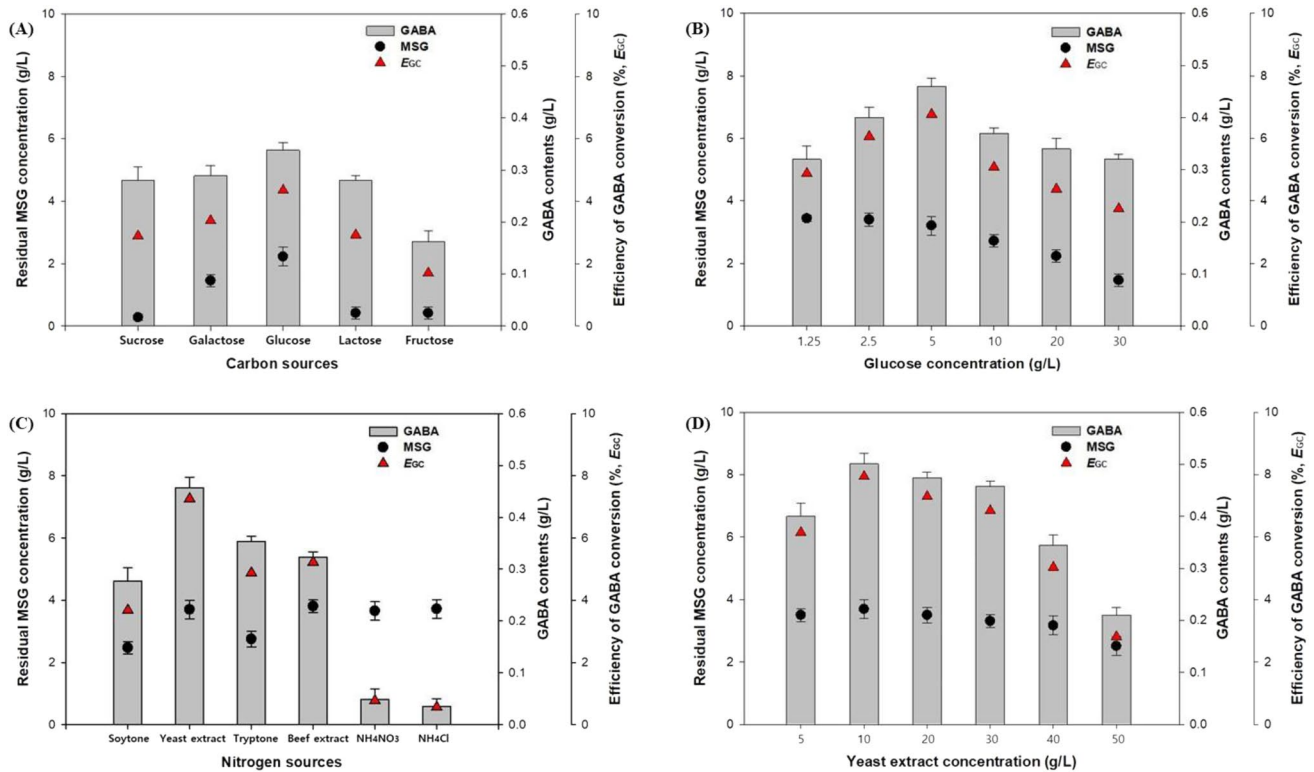 (A)
Residual MSG concentration (g/L)
10
8
6
4
2
0
GABA
MSG
EGC
0.6
0.5
0.4
0.3
0.2
0.1
0.0
GABA contents (g/L)
10
8
6
4
2
0
Efficiency of GABA conversion (%, EGC)
Sucrose Galactose Glucose Lactose Fructose
Carbon sources
(B)
Residual MSG concentration (g/L)
10
8
6
4
2
0
GABA
MSG
EGC
0.6
0.5
0.4
0.3
0.2
0.1
0.0
GABA contents (g/L)
10
8
6
4
2
0
Efficiency of GABA conversion (%, EGC)
1.25 2.5 5 10 20 30
Glucose concentration (g/L)
(C)
Residual MSG concentration (g/L)
10
8
6
4
2
0
GABA
MSG
EGC
0.6
0.5
0.4
0.3
0.2
0.1
0.0
GABA contents (g/L)
10
8
6
4
2
0
Efficiency of GABA conversion (%, EGC)
Soytone Yeast extract Tryptone Beef extract NH4NO3 NH4Cl
Nitrogen sources
(D)
Residual MSG concentration (g/L)
10
8
6
4
2
0
GABA
MSG
EGC
0.6
0.5
0.4
0.3
0.2
0.1
0.0
GABA contents (g/L)
10
8
6
4
2
0
Efficiency of GABA conversion (%, EGC)
5 10 20 30 40 50
Yeast extract concentration (g/L)